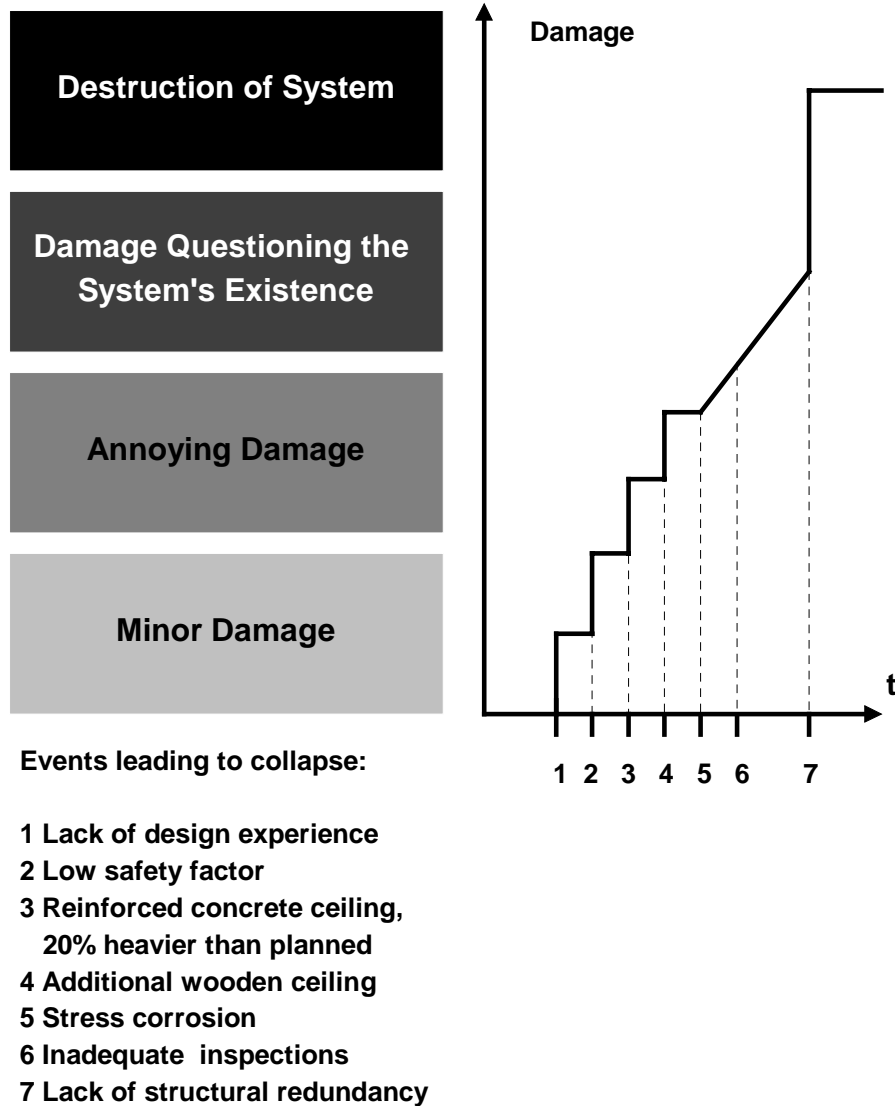 Destruction of System
Damage Questioning the
System's Existence
Annoying Damage
Minor Damage
Damage
t
1 2 3 4 5 6 7
Events leading to collapse:
1 Lack of design experience
2 Low safety factor
3 Reinforced concrete ceiling,
20% heavier than planned
4 Additional wooden ceiling
5 Stress corrosion
6 Inadequate inspections
7 Lack of structural redundancy